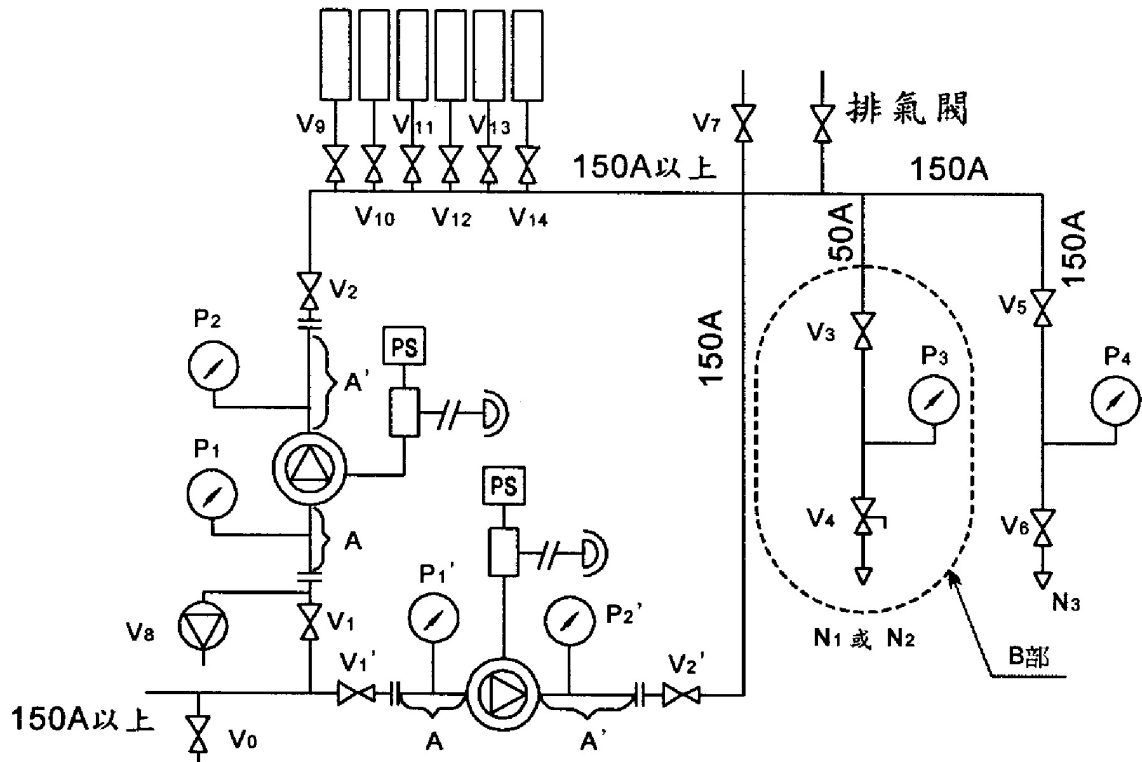 V9
V11
V13
V10
V12
V14
150A以上
V7
排氣閥
150A
50A
150A
150A
V2
P2
PS
A'
P1
A
V8
V1
V3
P3
V4
N1 或 N2
V5
P4
V6
N3
B部
PS
P1'
P2'
V1'
V2'
A
A'
150A以上
V0